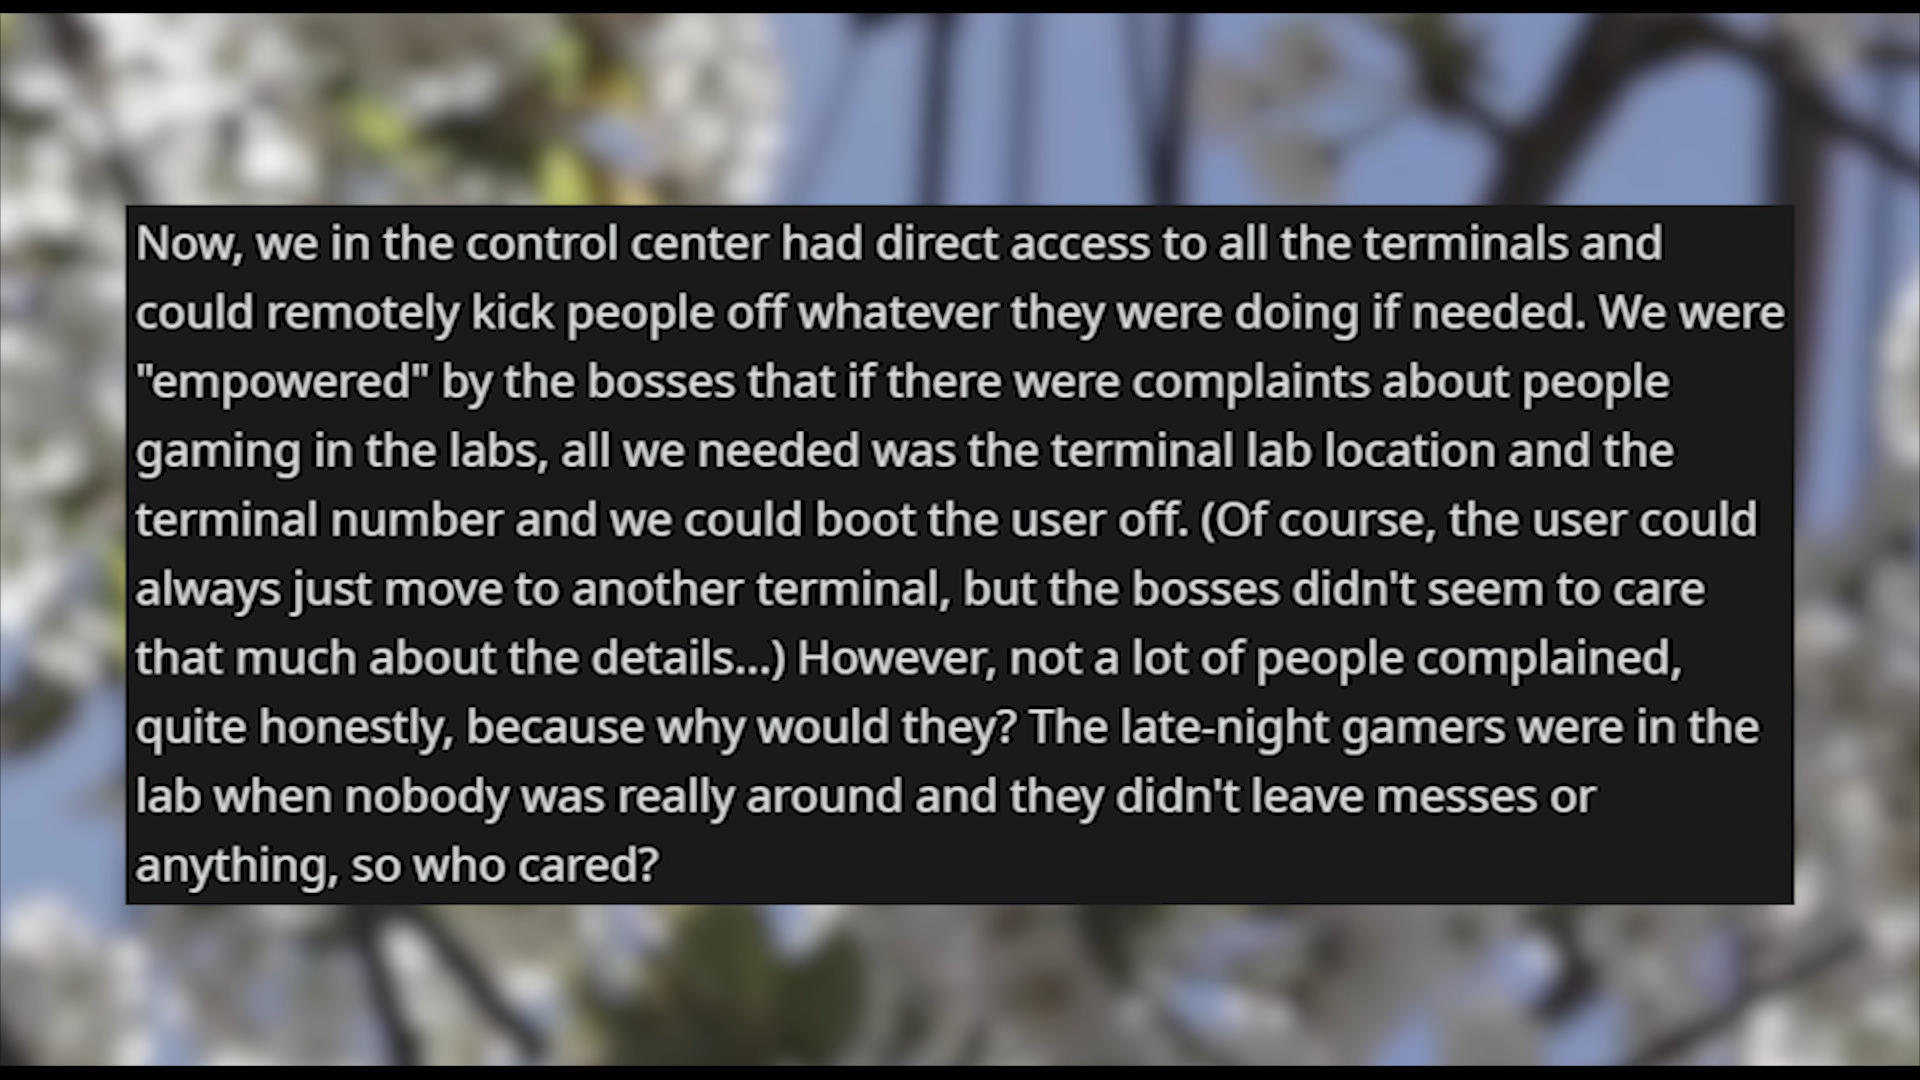 Now, we in the control center had direct access to all the terminals and
could remotely kick people off whatever they were doing if needed. We were
"empowered" by the bosses that if there were complaints about people
gaming in the labs, all we needed was the terminal lab location and the
terminal number and we could boot the user off. (Of course, the user could
always just move to another terminal, but the bosses didn't seem to care
that much about the details...) However, not a lot of people complained,
quite honestly, because why would they? The late-night gamers were in the
lab when nobody was really around and they didn't leave messes or
anything, so who cared?